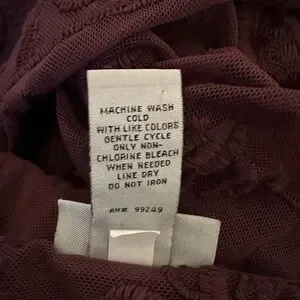 MACHINE WASH
COLD
WITH LIKE COLORS
GENTLE CYCLE
ONLY NON-
CHLORINE BLEACH
WHEN NEEDED
LINE DRY
DO NOT IRON
RN# 99249